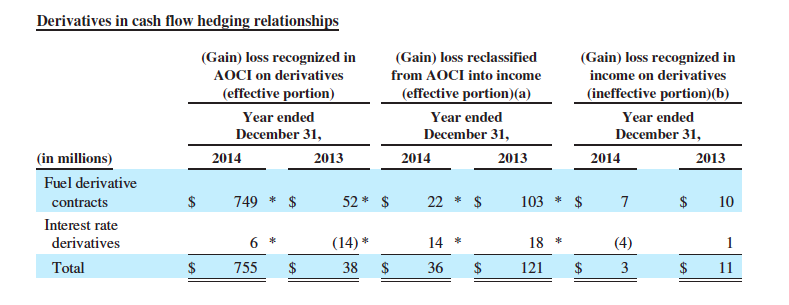 Derivatives in cash flow hedging relationships
(Gain) loss recognized in (Gain) loss reclassified (Gain) loss recognized in
AOCI on derivatives from AOCI into income income on derivatives
(effective portion) (effective portion)(a) (ineffective portion)(b)
Year ended Year ended Year ended
December 31, December 31, December 31,
(in millions) 2014 2013 2014 2013 2014 2013
Fuel derivative
contracts $ 749 * $ 52 * $ 22 * $ 103 * $ 7 $ 10
Interest rate
derivatives 6 * (14) * 14 * 18 * (4) 1
Total $ 755 $ 38 $ 36 $ 121 $ 3 $ 11